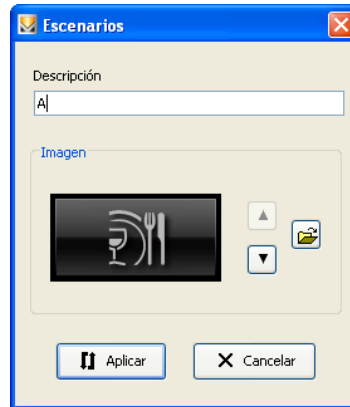 Escenarios
Descripción
A
Imagen
Aplicar
Cancelar